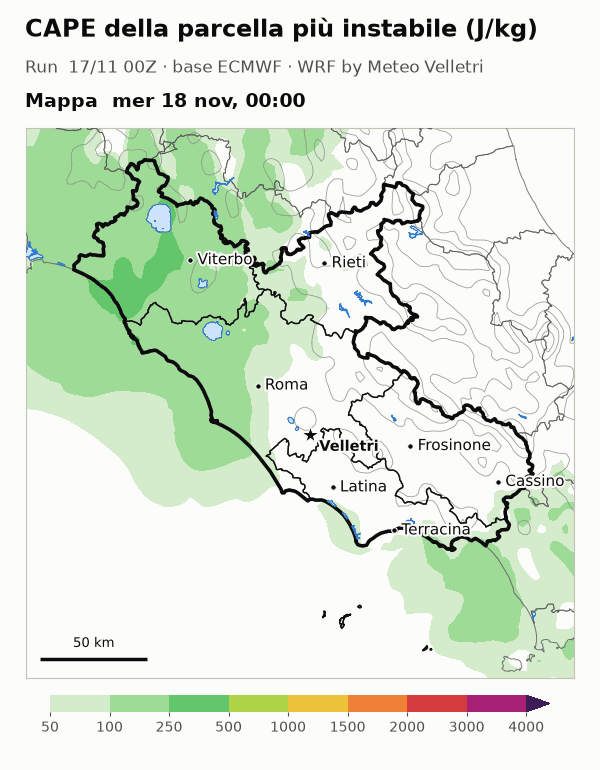 CAPE della parcella più instabile (J/kg)
Run 17/11 00Z · base ECMWF · WRF by Meteo Velletri
Mappa mer 18 nov, 00:00
Viterbo
Rieti
Roma
Velletri
Frosinone
Cassino
Latina
Terracina
50 km
50 100 250 500 1000 1500 2000 3000 4000